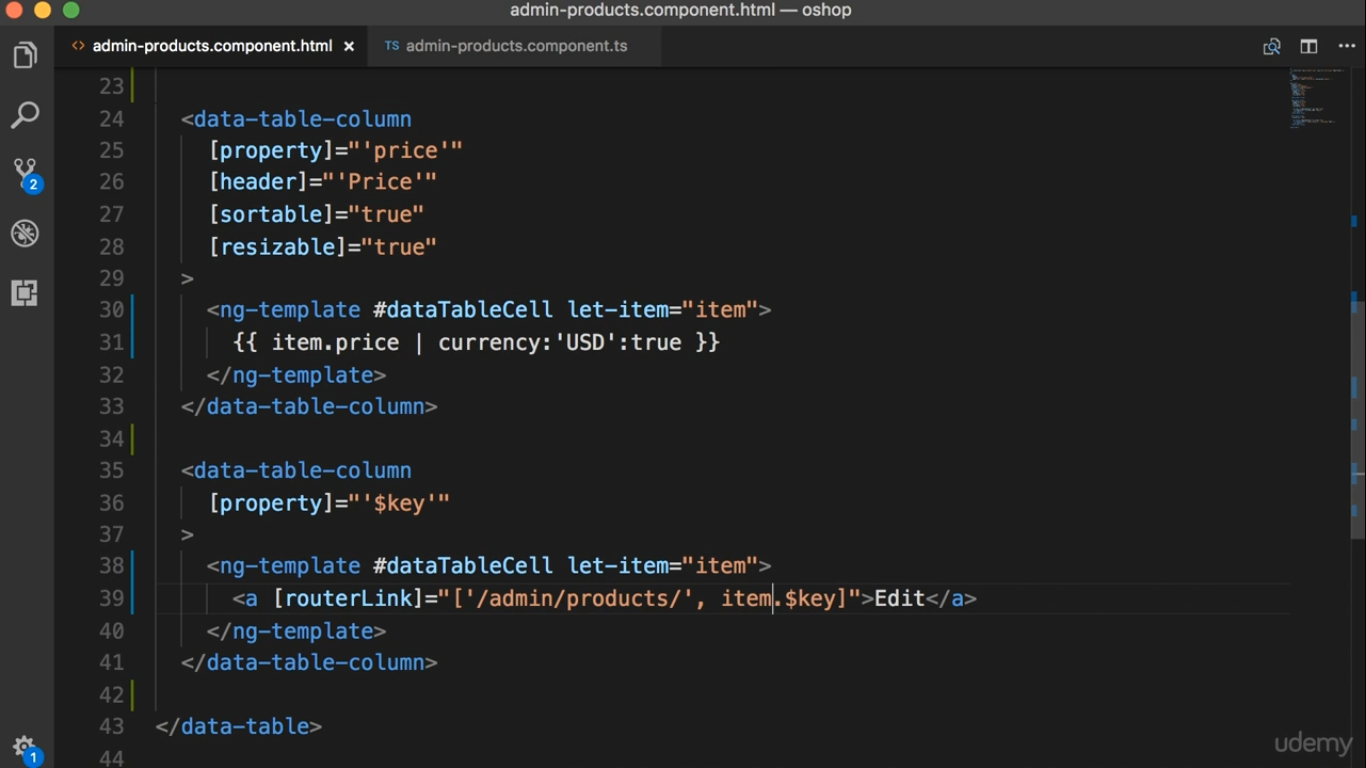 admin-products.component.html — oshop
<> admin-products.component.html ×
TS admin-products.component.ts
23
24 <data-table-column
25 [property]="'price'"
26 [header]="'Price'"
27 [sortable]="true"
28 [resizable]="true"
29 >
30 <ng-template #dataTableCell let-item="item">
31 {{ item.price | currency:'USD':true }}
32 </ng-template>
33 </data-table-column>
34
35 <data-table-column
36 [property]="'$key'"
37 >
38 <ng-template #dataTableCell let-item="item">
39 <a [routerLink]="['/admin/products/', item.$key]">Edit</a>
40 </ng-template>
41 </data-table-column>
42
43 </data-table>
44
2
1
udemy